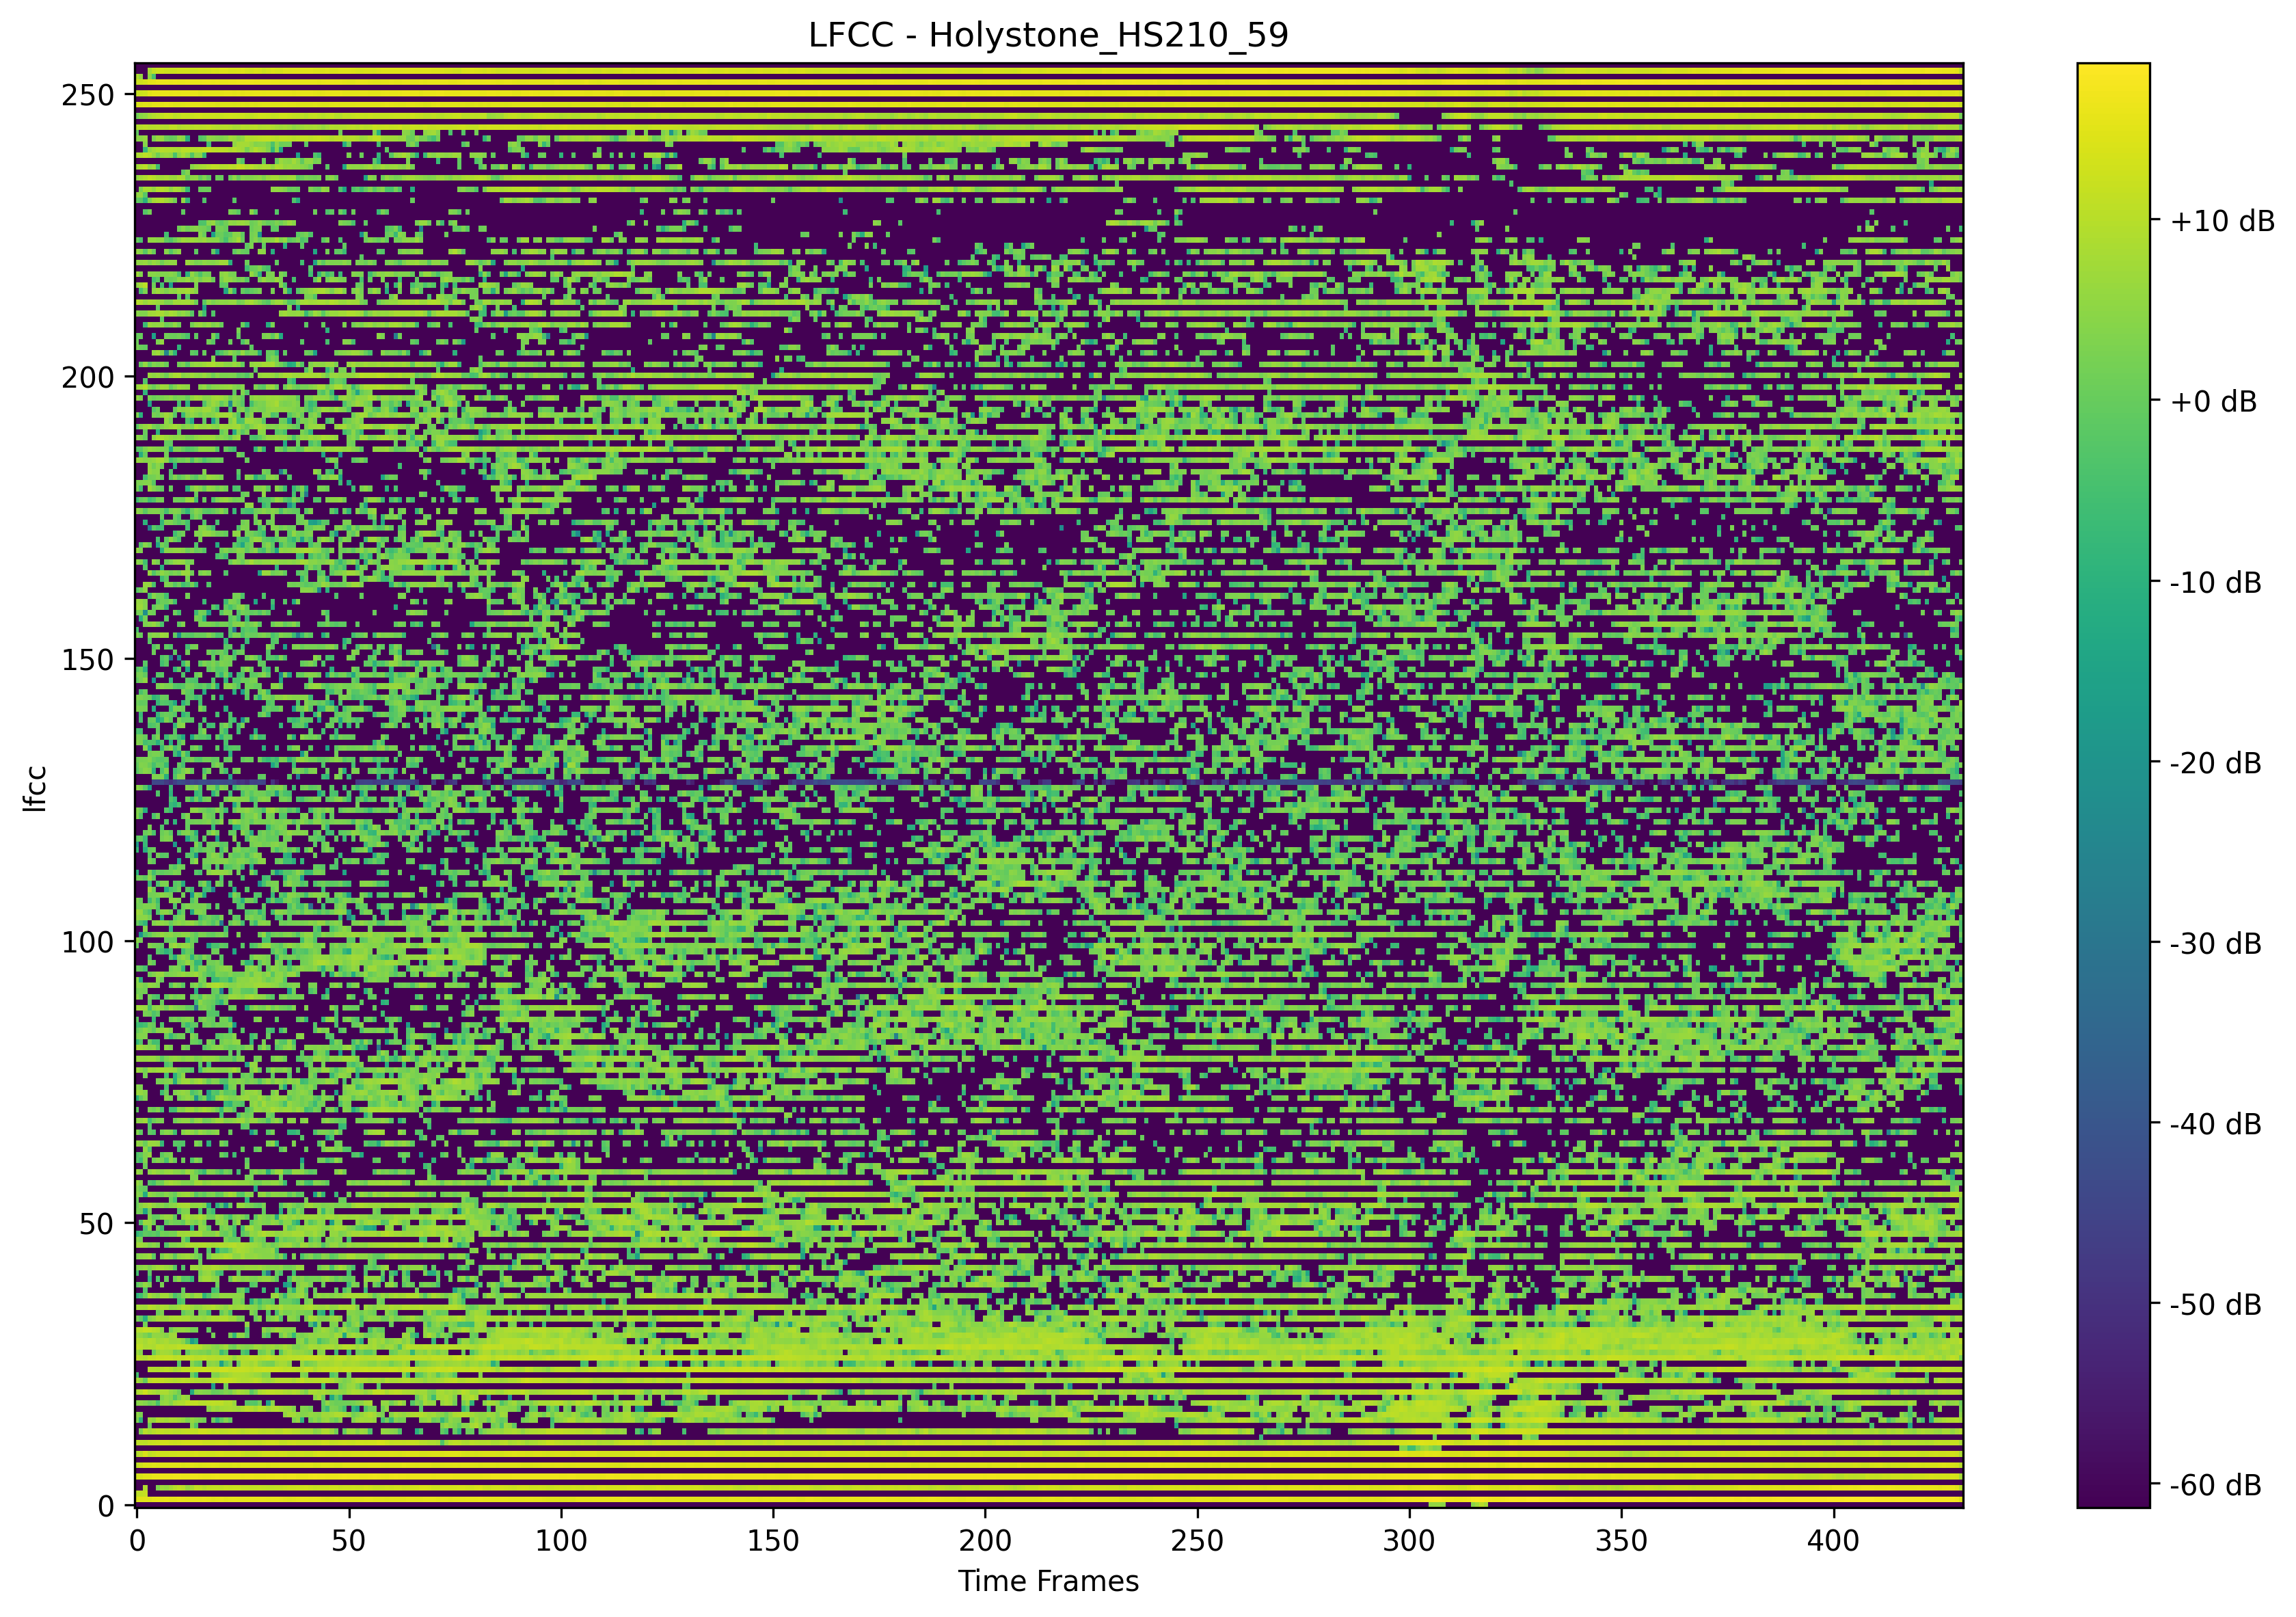 LFCC - Holystone_HS210_59
250
200
150
100
50
0
lfcc
0 50 100 150 200 250 300 350 400
Time Frames
+10 dB
+0 dB
-10 dB
-20 dB
-30 dB
-40 dB
-50 dB
-60 dB